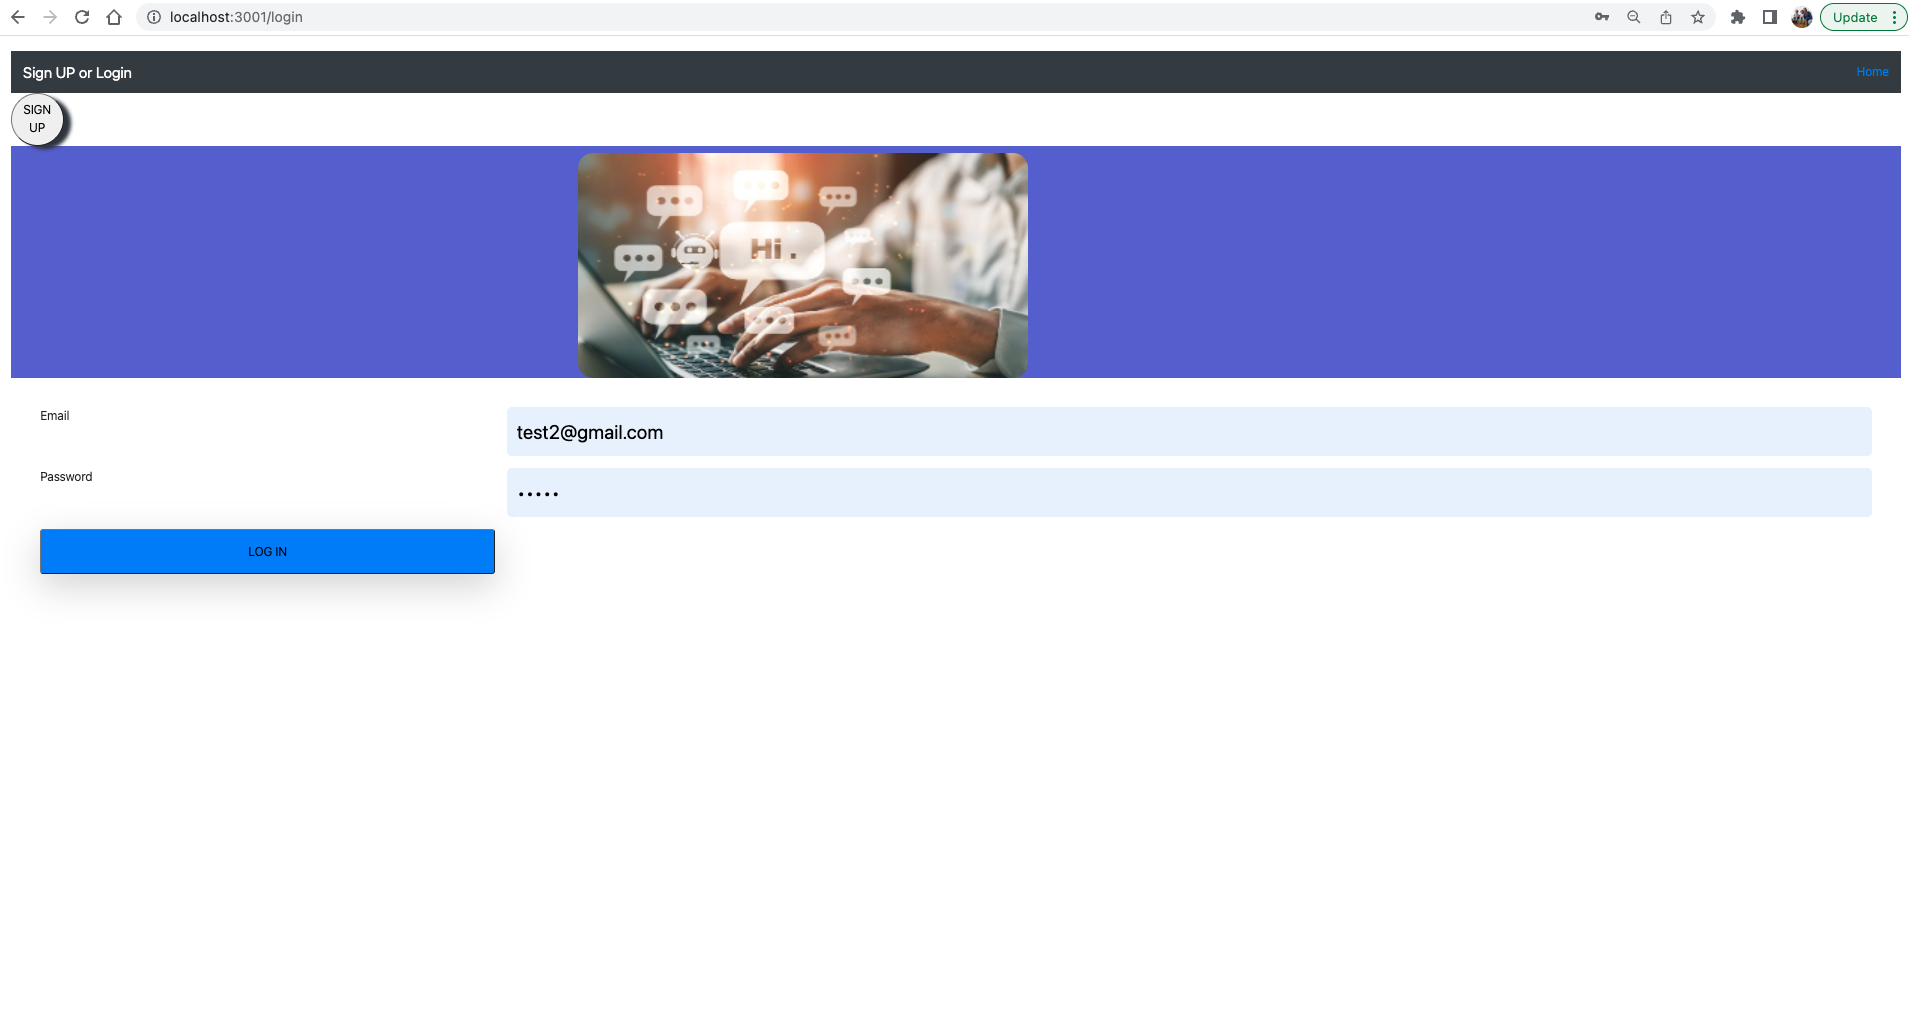 localhost:3001/login
Update
Sign UP or Login
Home
SIGN
UP
Hi .
Email
test2@gmail.com
Password
•••••
LOG IN